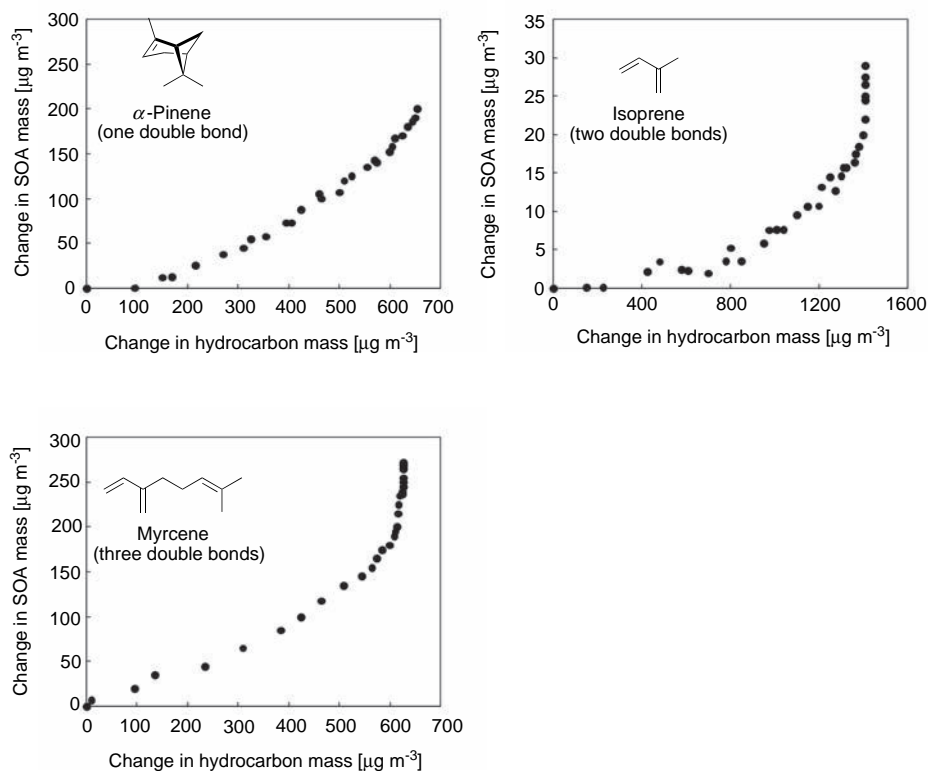 Change in SOA mass [µg m-3]
300
250
200
150
100
50
0
α-Pinene
(one double bond)
0 100 200 300 400 500 600 700
Change in hydrocarbon mass [µg m-3]
Change in SOA mass [µg m-3]
35
30
25
20
15
10
5
0
Isoprene
(two double bonds)
0 400 800 1200 1600
Change in hydrocarbon mass [µg m-3]
Change in SOA mass [µg m-3]
300
250
200
150
100
50
0
Myrcene
(three double bonds)
0 100 200 300 400 500 600 700
Change in hydrocarbon mass [µg m-3]